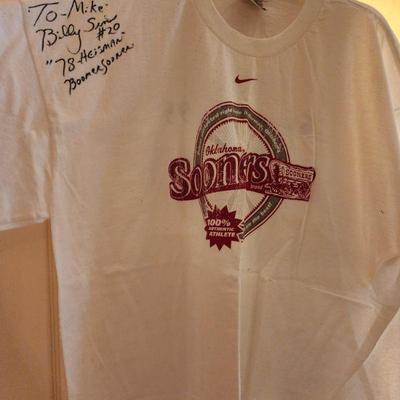 To - Mike -
Billy Sims
#20
"78-Heisman"
Boomer Sooner
Oklahoma
Sooners
SOONERS
100%
AUTHENTIC
ATHLETE